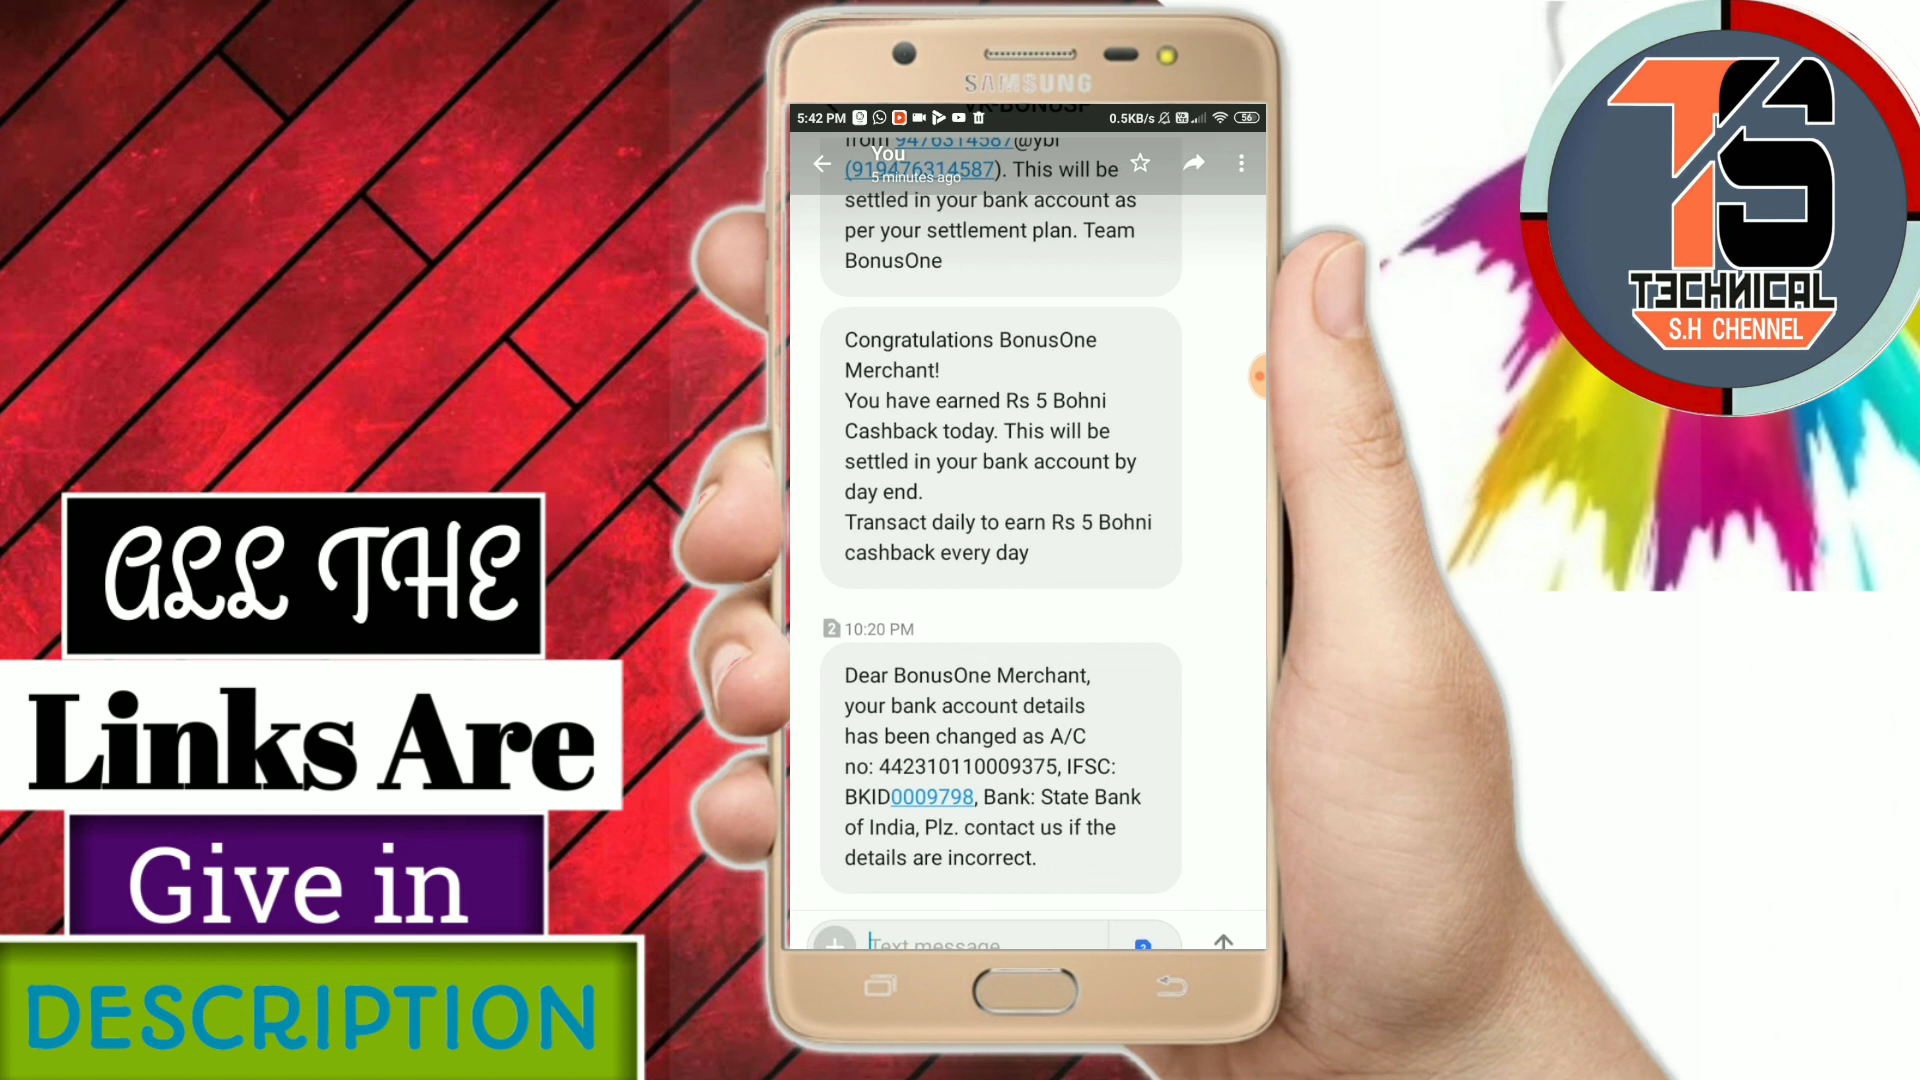 SAMSUNG
VK-BONUSP
5:42 PM
0.5KB/s
56
from 9476314587@ybl
You
(919476314587). This will be
5 minutes ago
settled in your bank account as
per your settlement plan. Team
BonusOne
Congratulations BonusOne
Merchant!
You have earned Rs 5 Bohni
Cashback today. This will be
settled in your bank account by
day end.
Transact daily to earn Rs 5 Bohni
cashback every day
2 10:20 PM
Dear BonusOne Merchant,
your bank account details
has been changed as A/C
no: 442310110009375, IFSC:
BKID0009798, Bank: State Bank
of India, Plz. contact us if the
details are incorrect.
Text message
2
ALL THE
Links Are
Give in
DESCRIPTION
TS
TECHNICAL
S.H CHENNEL